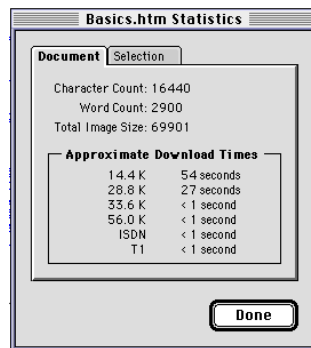 Basics.htm Statistics
Document Selection
Character Count: 16440
Word Count: 2900
Total Image Size: 69901
Approximate Download Times
14.4 K 54 seconds
28.8 K 27 seconds
33.6 K < 1 second
56.0 K < 1 second
ISDN < 1 second
T1 < 1 second
Done